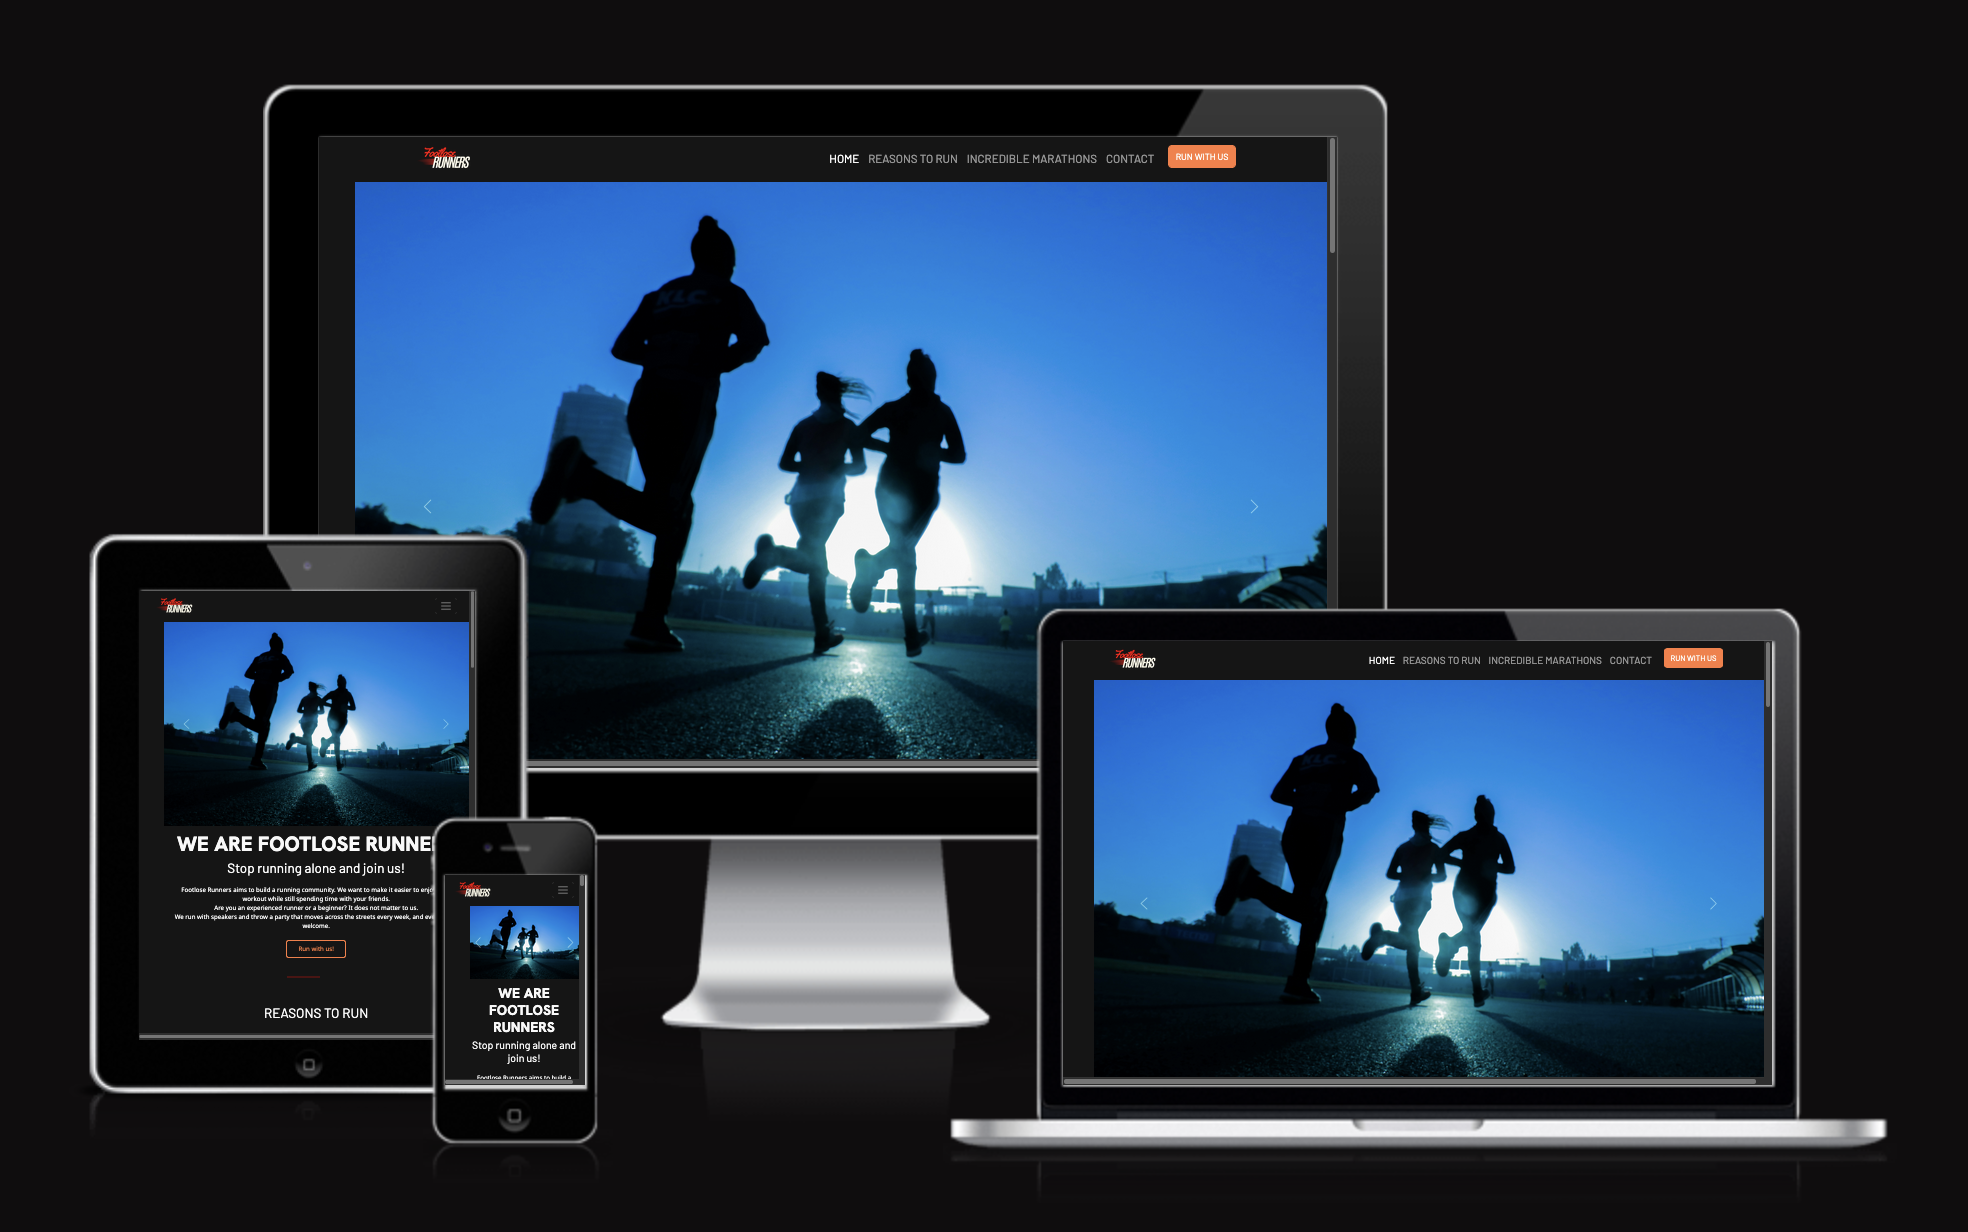 Footlose
RUNNERS
HOME REASONS TO RUN INCREDIBLE MARATHONS CONTACT RUN WITH US
KLC
Footlose
RUNNERS
WE ARE FOOTLOSE RUNNE
Stop running alone and join us!
Footlose Runners aims to build a running community. We want to make it easier to enj
workout while still spending time with your friends.
Are you an experienced runner or a beginner? It does not matter to us.
We run with speakers and throw a party that moves across the streets every week, and ev
welcome.
Run with us!
REASONS TO RUN
Footlose
RUNNERS
WE ARE
FOOTLOSE
RUNNERS
Stop running alone and
join us!
Footlose Runners aims to build a
Footlose
RUNNERS
HOME REASONS TO RUN INCREDIBLE MARATHONS CONTACT RUN WITH US
KLC